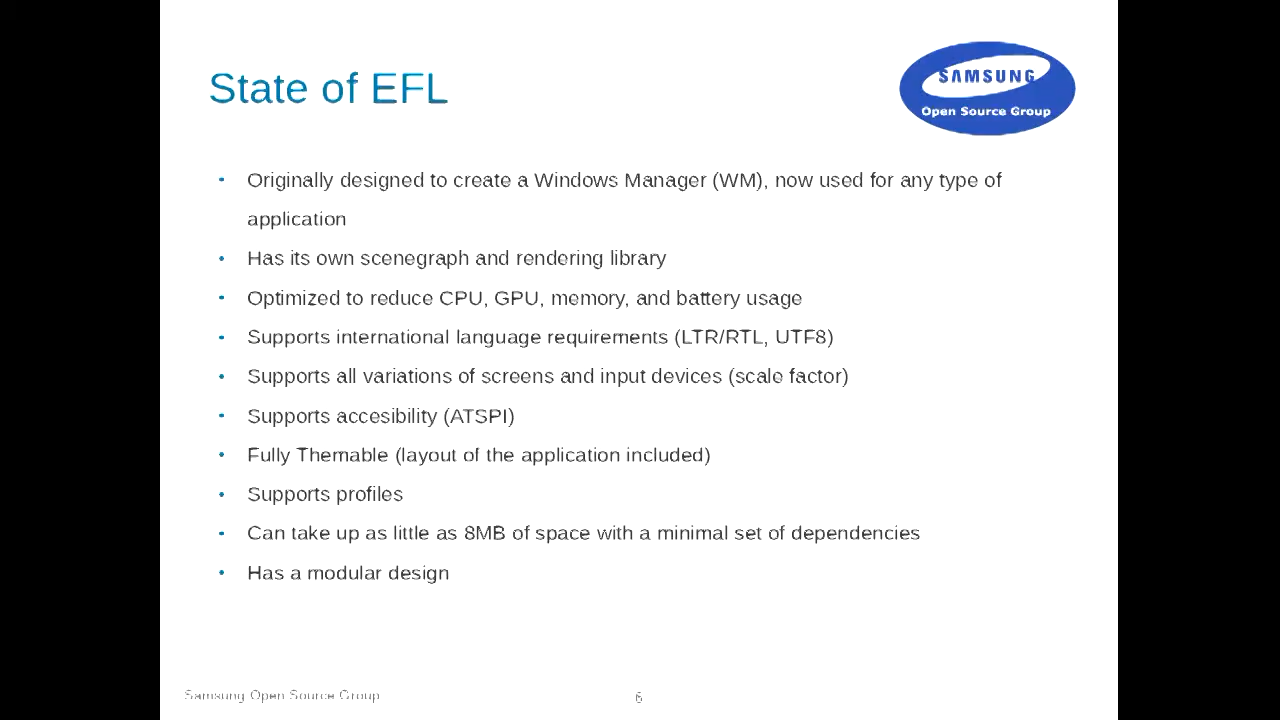 State of EFL
SAMSUNG
Open Source Group
• Originally designed to create a Windows Manager (WM), now used for any type of
application
• Has its own scenegraph and rendering library
• Optimized to reduce CPU, GPU, memory, and battery usage
• Supports international language requirements (LTR/RTL, UTF8)
• Supports all variations of screens and input devices (scale factor)
• Supports accesibility (ATSPI)
• Fully Themable (layout of the application included)
• Supports profiles
• Can take up as little as 8MB of space with a minimal set of dependencies
• Has a modular design
Samsung Open Source Group
6